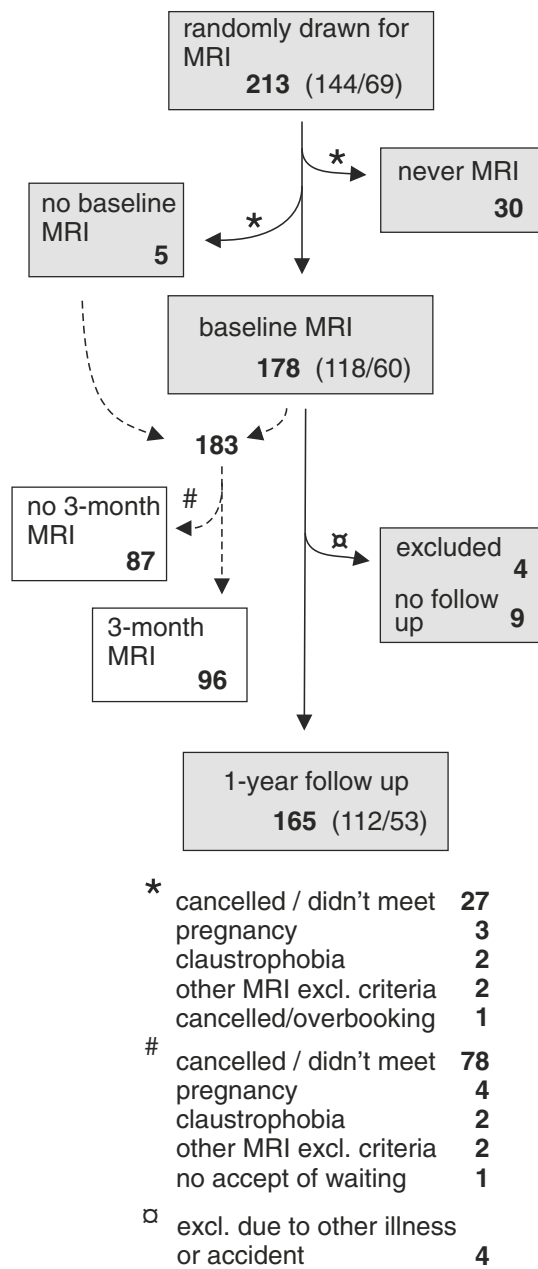 randomly drawn for
MRI
213 (144/69)
*
never MRI
30
no baseline
MRI
5
*
baseline MRI
178 (118/60)
183
no 3-month
MRI
87
#
¤
excluded
4
no follow
up 9
3-month
MRI
96
1-year follow up
165 (112/53)
* cancelled / didn't meet 27
pregnancy 3
claustrophobia 2
other MRI excl. criteria 2
cancelled/overbooking 1
# cancelled / didn't meet 78
pregnancy 4
claustrophobia 2
other MRI excl. criteria 2
no accept of waiting 1
¤ excl. due to other illness
or accident 4